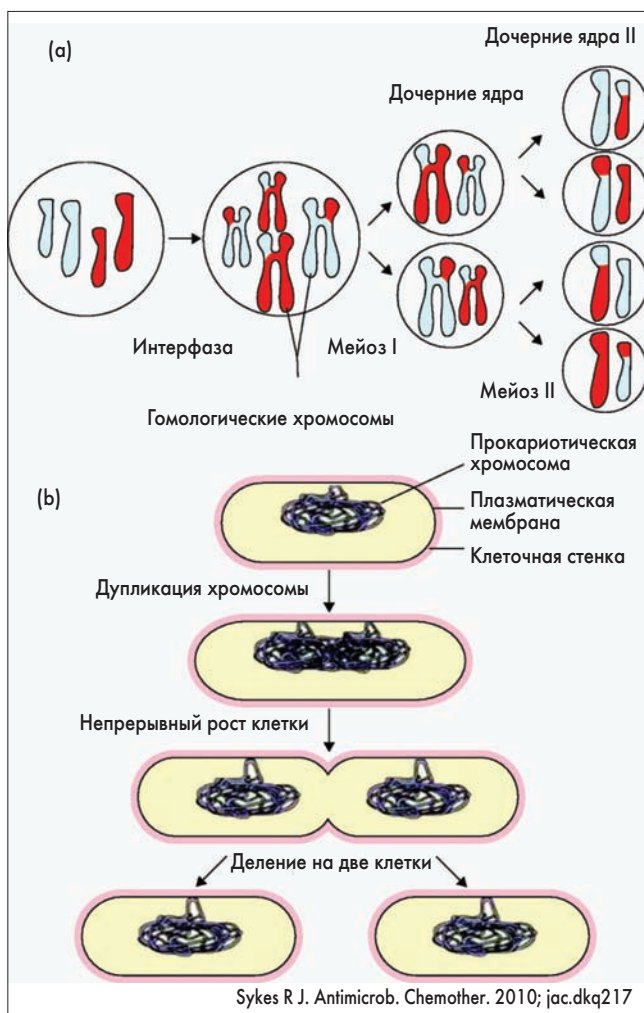 (a)
Дочерние ядра II
Дочерние ядра
Интерфаза
Мейоз I
Мейоз II
Гомологические хромосомы
(b)
Прокариотическая
хромосома
Плазматическая
мембрана
Клеточная стенка
Дупликация хромосомы
Непрерывный рост клетки
Деление на две клетки
Sykes R J. Antimicrob. Chemother. 2010; jac.dkq217